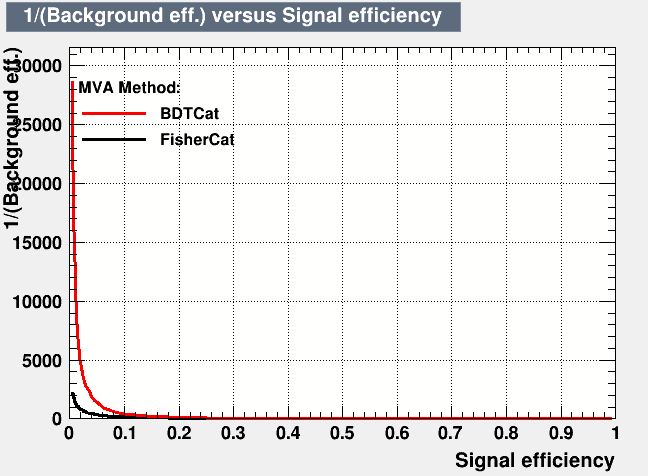 1/(Background eff.) versus Signal efficiency
1/(Background eff.)
30000
25000
20000
15000
10000
5000
0
MVA Method:
BDTCat
FisherCat
0 0.1 0.2 0.3 0.4 0.5 0.6 0.7 0.8 0.9 1
Signal efficiency